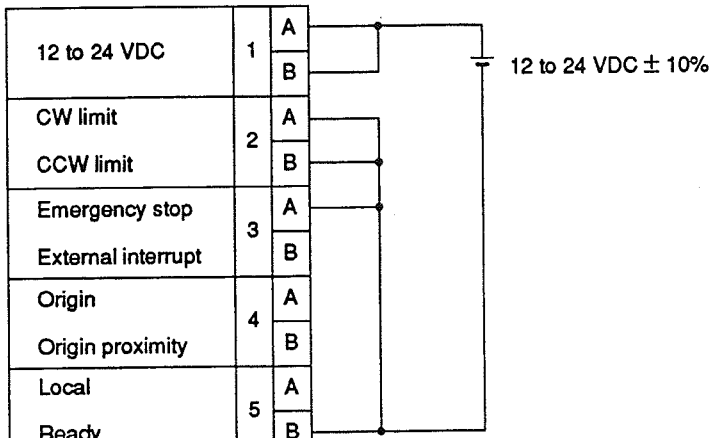 12 to 24 VDC 1 A
B
12 to 24 VDC ± 10%
CW limit 2 A
CCW limit B
Emergency stop 3 A
External interrupt B
Origin 4 A
Origin proximity B
Local 5 A
Ready B